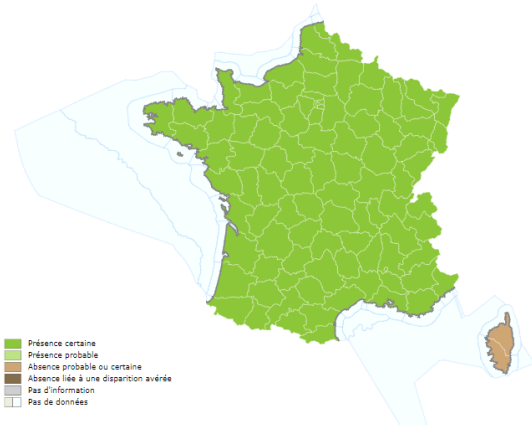 Présence certaine
Présence probable
Absence probable ou certaine
Absence liée à une disparition avérée
Pas d'information
Pas de données